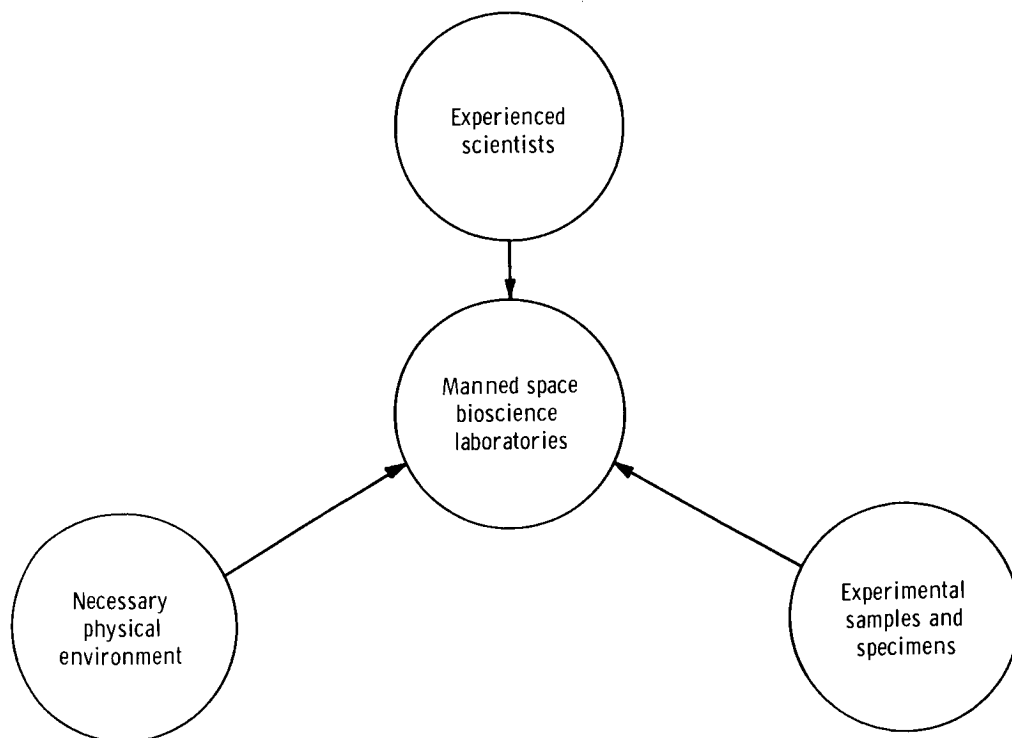 Experienced
scientists
Manned space
bioscience
laboratories
Necessary
physical
environment
Experimental
samples and
specimens